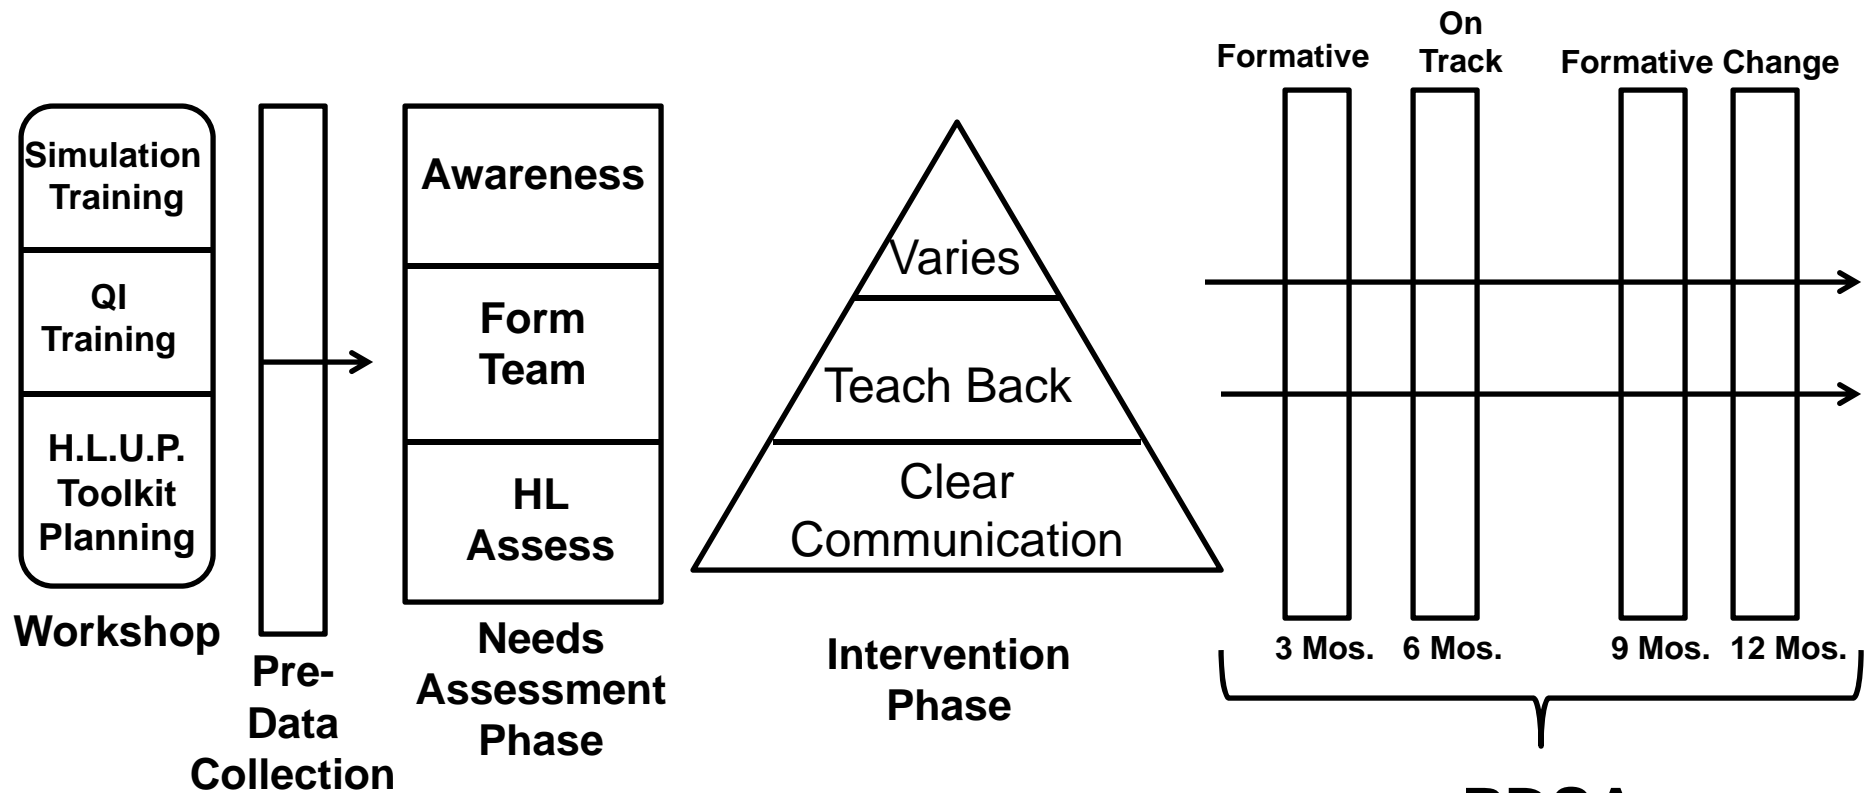 Simulation
Training
QI
Training
H.L.U.P.
Toolkit
Planning
Workshop
Pre-
Data
Collection
Awareness
Form
Team
HL
Assess
Needs
Assessment
Phase
Varies
Teach Back
Clear
Communication
Intervention
Phase
Formative
On
Track
Formative Change
3 Mos. 6 Mos. 9 Mos. 12 Mos.